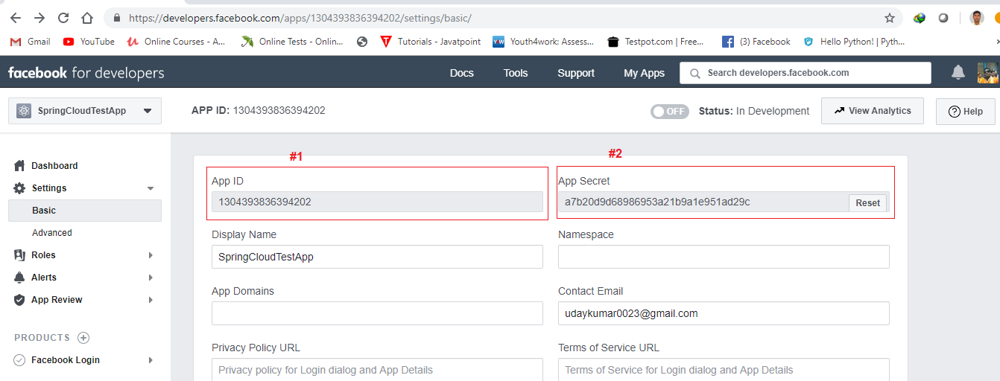 https://developers.facebook.com/apps/1304393836394202/settings/basic/
Gmail YouTube Online Courses - A... Online Tests - Onlin... Tutorials - Javatpoint Youth4work: Assess... Testpot.com | Free... (3) Facebook Hello Python! | Pyth...
facebook for developers Docs Tools Support My Apps Search developers.facebook.com
SpringCloudTestApp APP ID: 1304393836394202 OFF Status: In Development View Analytics Help
#1 #2
Dashboard
Settings
Basic
Advanced
Roles
Alerts
App Review
PRODUCTS
Facebook Login
App ID App Secret
1304393836394202 a7b20d9d68986953a21b9a1e951ad29c Reset
Display Name Namespace
SpringCloudTestApp
App Domains Contact Email
udaykumar0023@gmail.com
Privacy Policy URL Terms of Service URL
Privacy policy for Login dialog and App Details Terms of Service for Login dialog and App Details